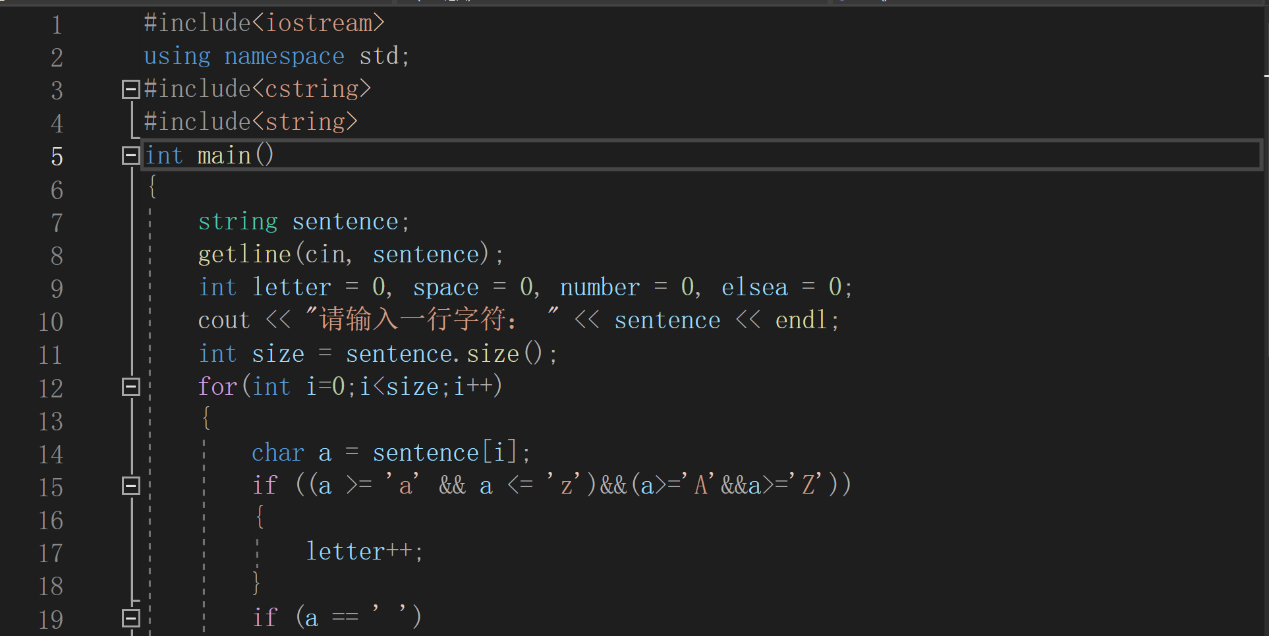 1 #include<iostream>
2 using namespace std;
3 #include<cstring>
4 #include<string>
5 int main()
6 {
7 string sentence;
8 getline(cin, sentence);
9 int letter = 0, space = 0, number = 0, elsea = 0;
10 cout << "请输入一行字符： " << sentence << endl;
11 int size = sentence.size();
12 for(int i=0;i<size;i++)
13 {
14 char a = sentence[i];
15 if ((a >= 'a' && a <= 'z')&&(a>='A'&&a>='Z'))
16 {
17 letter++;
18 }
19 if (a == ' ')